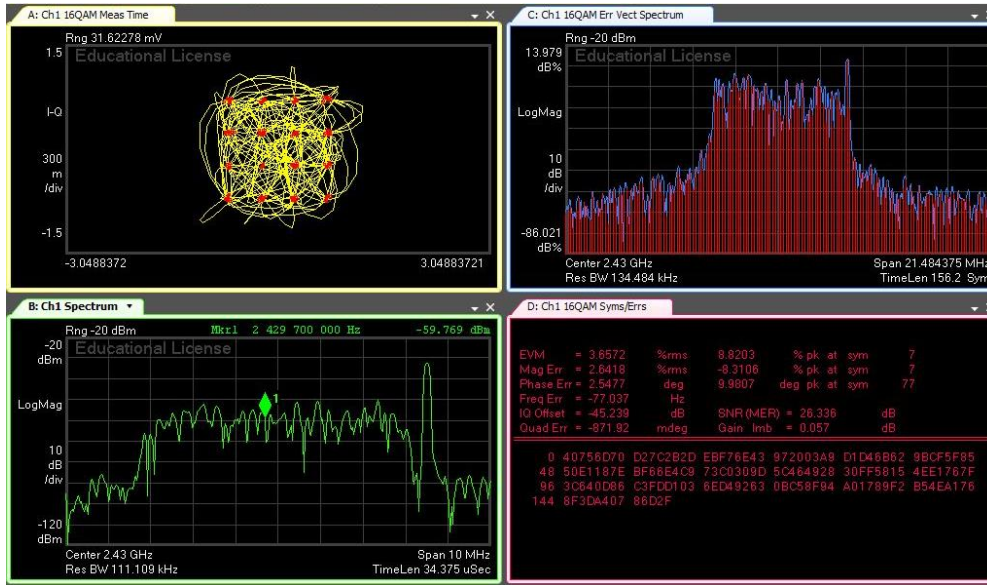 A: Ch1 16QAM Meas Time
Rng 31.62278 mV
1.5
Educational License
I-Q
300
m
/div
-1.5
-3.0488372
3.04883721
C: Ch1 16QAM Err Vect Spectrum
Rng -20 dBm
13.979
dB%
Educational License
LogMag
10
dB
/div
-86.021
dB%
Center 2.43 GHz
Span 21.484375 MHz
Res BW 134.484 kHz
TimeLen 156.2 Sym
B: Ch1 Spectrum
Rng -20 dBm
Mkr1 2 429 700 000 Hz
-59.769 dBm
-20
dBm
Educational License
LogMag
1
10
dB
/div
-120
dBm
Center 2.43 GHz
Span 10 MHz
Res BW 111.109 kHz
TimeLen 34.375 uSec
D: Ch1 16QAM Syms/Errs
EVM = 3.6572 %rms 8.8203 % pk at sym 7
Mag Err = 2.6418 %rms -8.3106 % pk at sym 7
Phase Err = 2.5477 deg 9.9807 deg pk at sym 77
Freq Err = -77.037 Hz
IQ Offset = -45.239 dB SNR(MER) = 26.336 dB
Quad Err = -871.92 mdeg Gain Imb = 0.057 dB
0 40756D70 D27C2B2D EBF76E43 972003A9 D1D46B62 9BCF5F85
48 50E1187E BF66E4C9 73C0309D 5C464928 30FF5815 4EE1767F
96 3C640D86 C3FDD103 6ED49263 0BC58F94 A01789F2 B54EA176
144 8F3DA407 86D2F